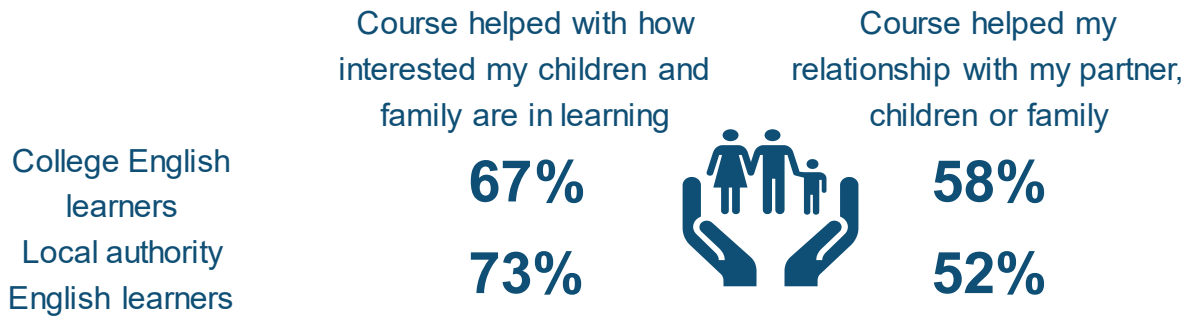 Course helped with how
interested my children and
family are in learning
Course helped my
relationship with my partner,
children or family
College English
learners
67%
58%
Local authority
English learners
73%
52%